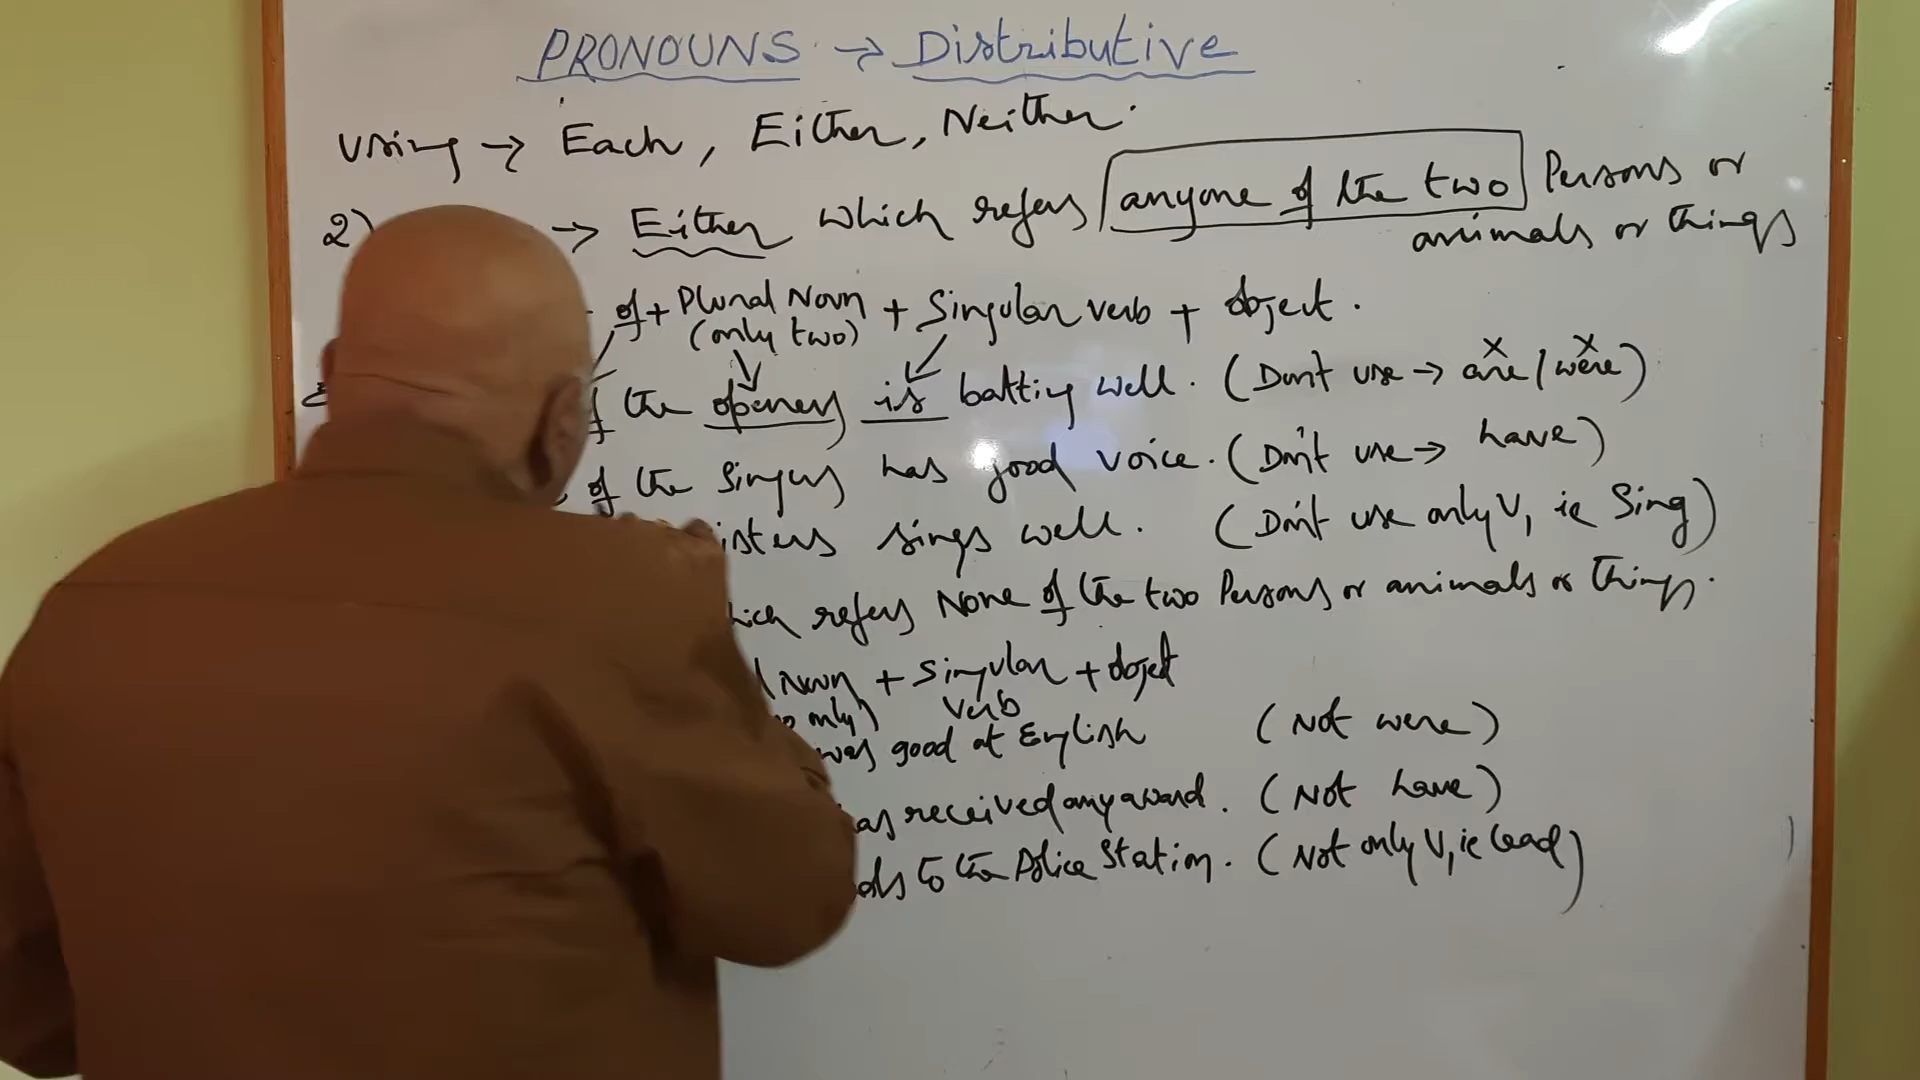 PRONOUNS → Distributive
Using → Each, Either, Neither.
2) → Either which refers anyone of the two Persons or
animals or things
of + Plural Noun + Singular verb + object.
(only two)
the openers is batting well. (Don't use → are / were)
x x
of the Singers has good voice. (Don't use → have)
sings well. (Don't use only V1 ie Sing)
refers None of the two Persons or animals or things.
Noun + Singular + object
only) Verb
was good at English (Not were)
received any award. (Not have)
to the Police Station. (Not only V1 ie lead)